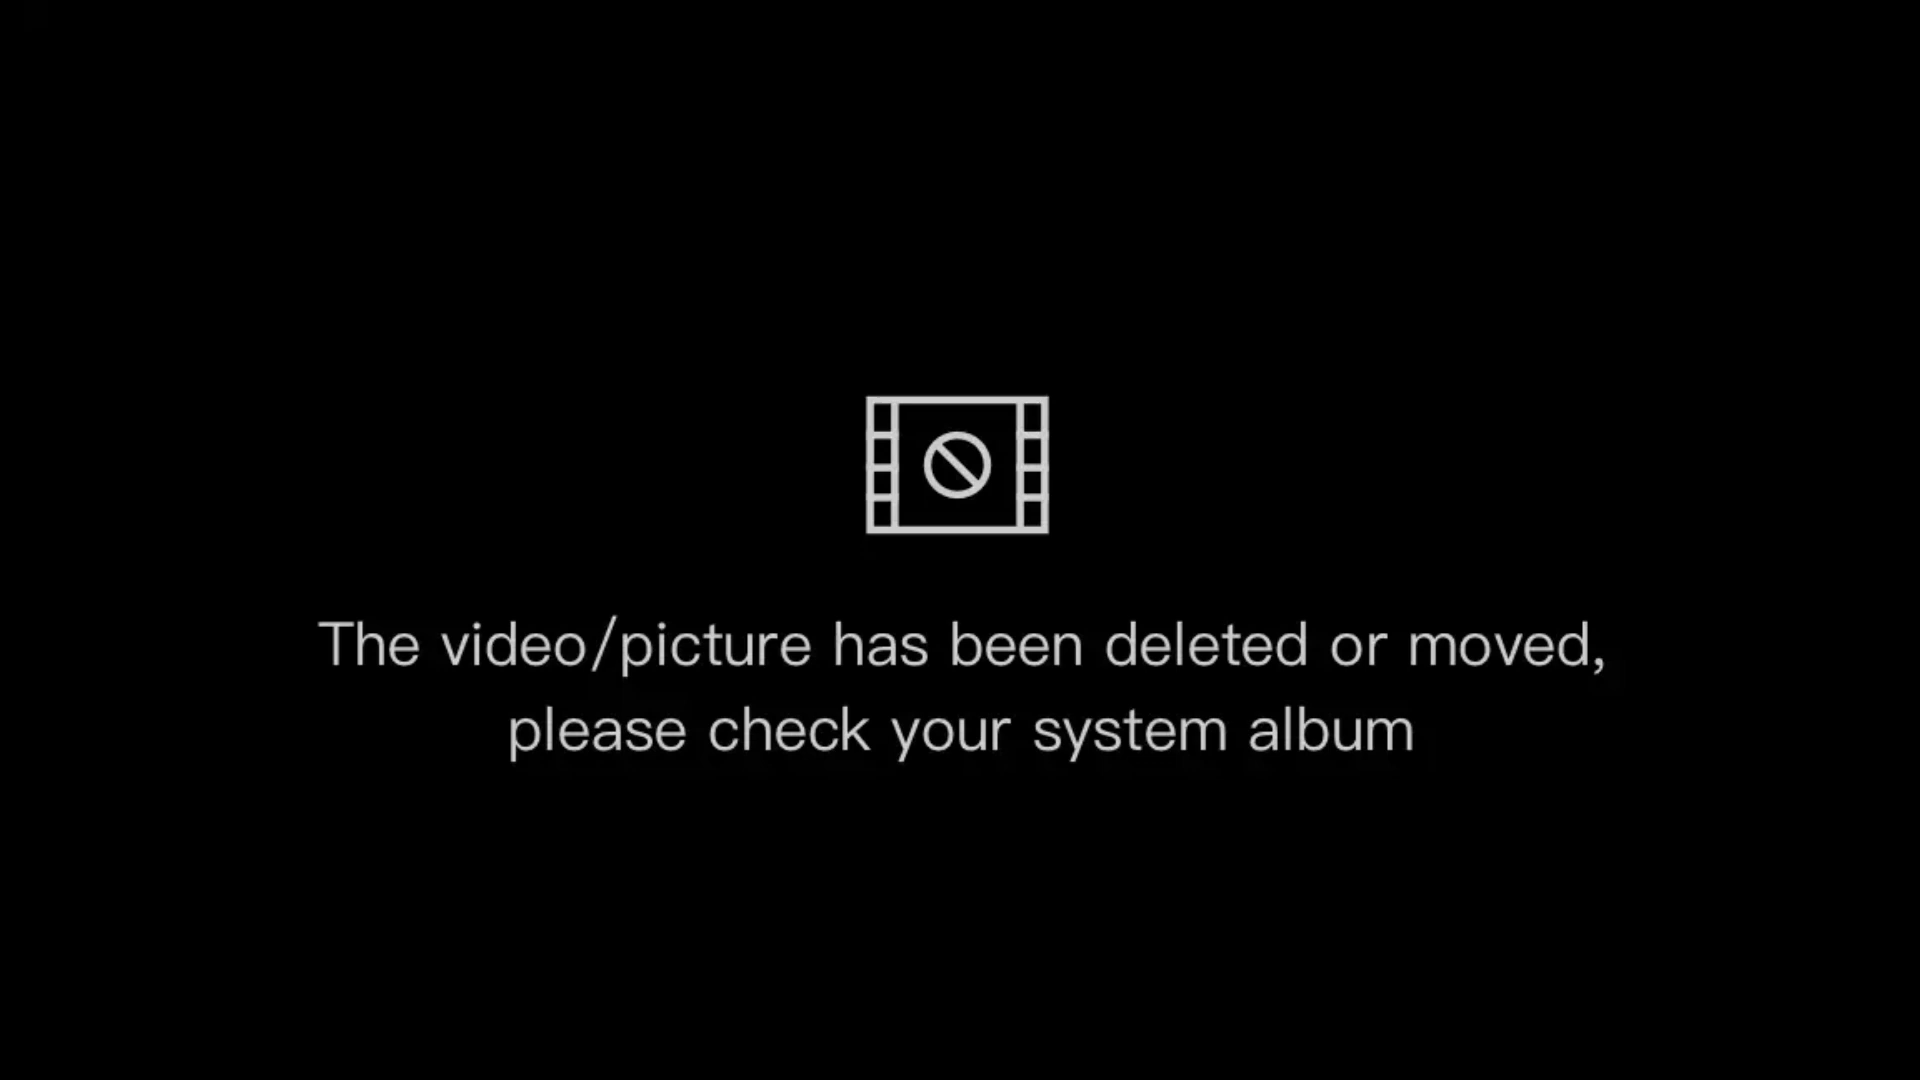 The video/picture has been deleted or moved,
please check your system album